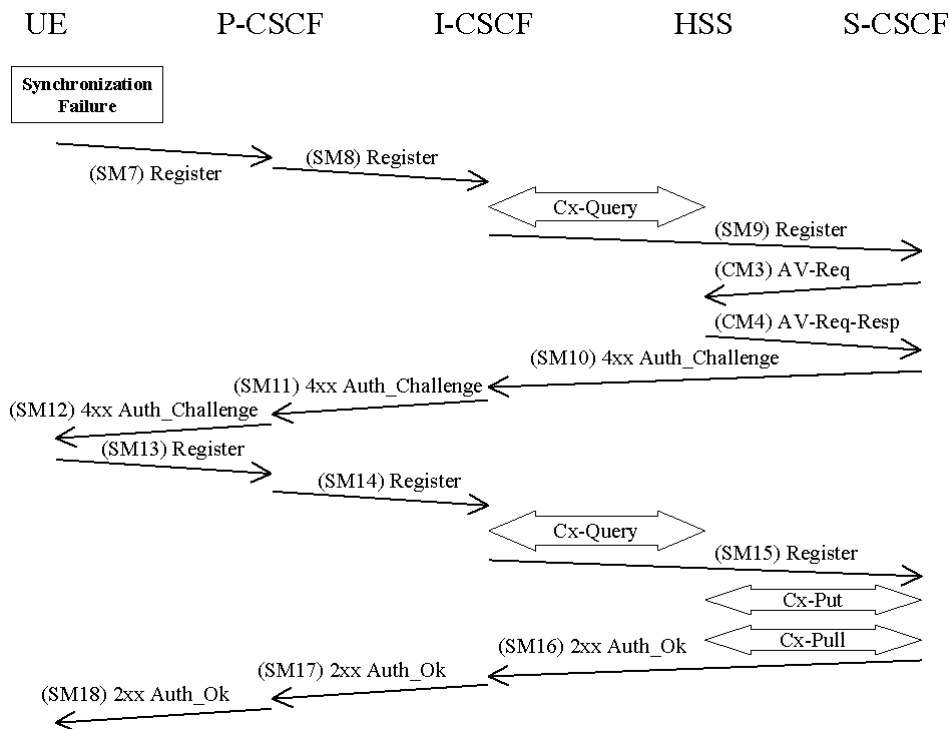 UE P-CSCF I-CSCF HSS S-CSCF
Synchronization
Failure
(SM7) Register
(SM8) Register
Cx-Query
(SM9) Register
(CM3) AV-Req
(CM4) AV-Req-Resp
(SM10) 4xx Auth_Challenge
(SM11) 4xx Auth_Challenge
(SM12) 4xx Auth_Challenge
(SM13) Register
(SM14) Register
Cx-Query
(SM15) Register
Cx-Put
Cx-Pull
(SM16) 2xx Auth_Ok
(SM17) 2xx Auth_Ok
(SM18) 2xx Auth_Ok